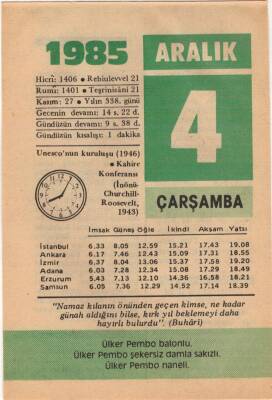 1985 ARALIK
Hicrî: 1406 • Rebiulevvel 21
Rumî: 1401 • Teşrinisâni 21
Kasım: 27 • Yılın 338. günü
Gecenin devamı: 14 s, 22 d.
Gündüzün devamı: 9 s, 38 d.
Gündüzün kısalışı: 1 dakika
4
Unesco'nun kuruluşu (1946)
• Kahire
Konferansı
(İnönü-
Churchill-
Roosevelt,
1943)
ÇARŞAMBA
İmsak Güneş Öğle İkindi Akşam Yatsı
İstanbul 6.33 8.05 12.59 15.21 17.43 19.08
Ankara 6.17 7.46 12.43 15.09 17.31 18.55
İzmir 6.37 8.04 13.06 15.37 17.58 19.20
Adana 6.03 7.28 12.34 15.08 17.29 18.49
Erzurum 5.43 7.13 12.10 14.36 16.58 18.21
Samsun 6.05 7.36 12.29 14.52 17.14 18.39
"Namaz kılanın önünden geçen kimse, ne kadar
günah aldığını bilse, kırk yıl beklemeyi daha
hayırlı bulurdu". (Buhâri)
Ülker Pembo balonlu.
Ülker Pembo şekersiz damla sakızlı.
Ülker Pembo naneli.